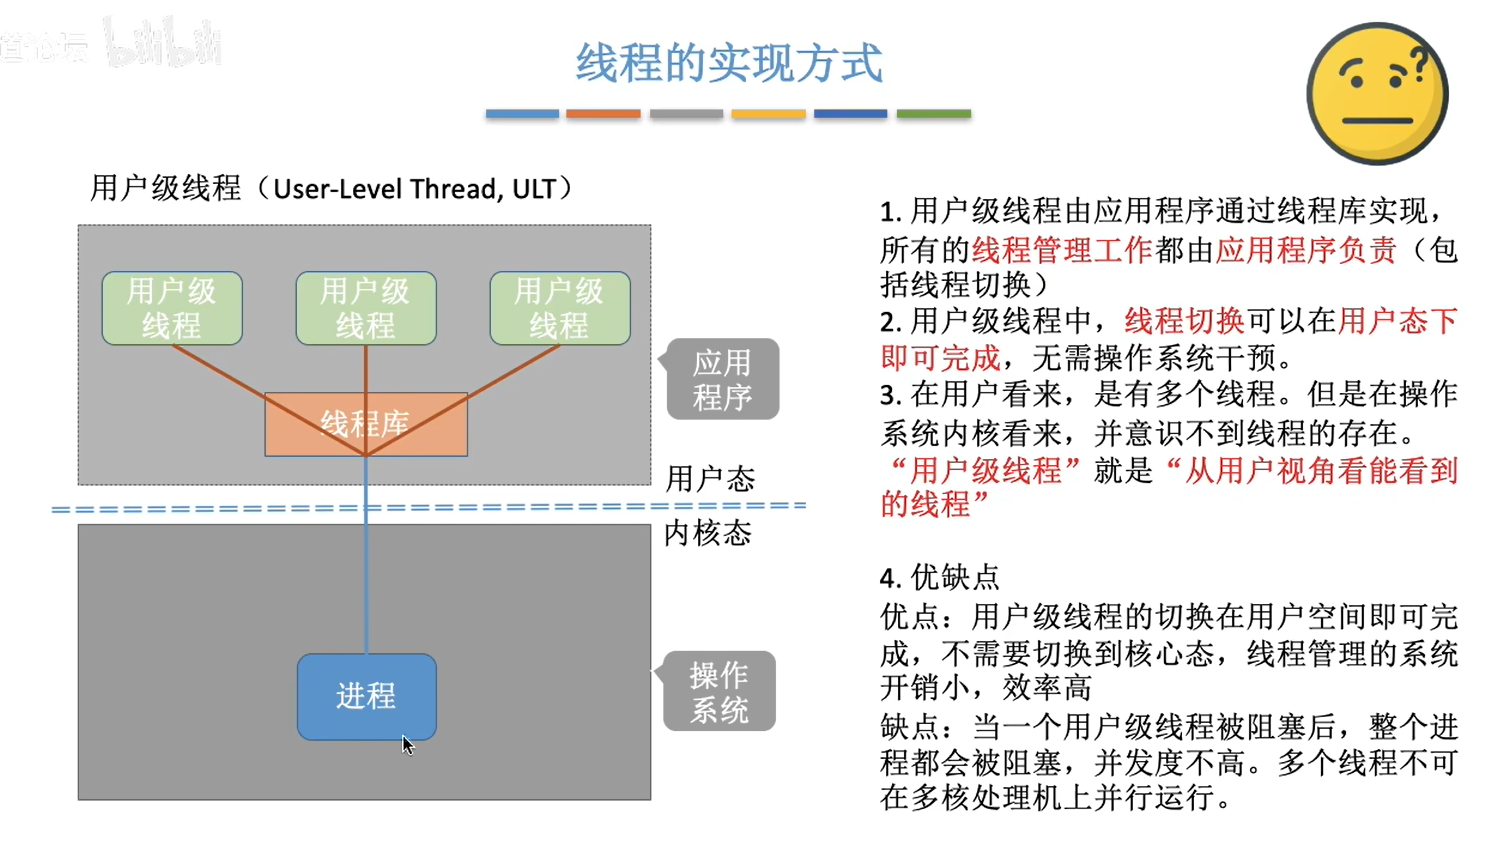 道论坛 bilibili
线程的实现方式
?
用户级线程（User-Level Thread, ULT）
用户级
线程
用户级
线程
用户级
线程
线程库
应用
程序
用户态
内核态
进程
操作
系统
1. 用户级线程由应用程序通过线程库实现，
所有的线程管理工作都由应用程序负责（包
括线程切换）
2. 用户级线程中，线程切换可以在用户态下
即可完成，无需操作系统干预。
3. 在用户看来，是有多个线程。但是在操作
系统内核看来，并意识不到线程的存在。
“用户级线程”就是“从用户视角看能看到
的线程”
4. 优缺点
优点：用户级线程的切换在用户空间即可完
成，不需要切换到核心态，线程管理的系统
开销小，效率高
缺点：当一个用户级线程被阻塞后，整个进
程都会被阻塞，并发度不高。多个线程不可
在多核处理机上并行运行。